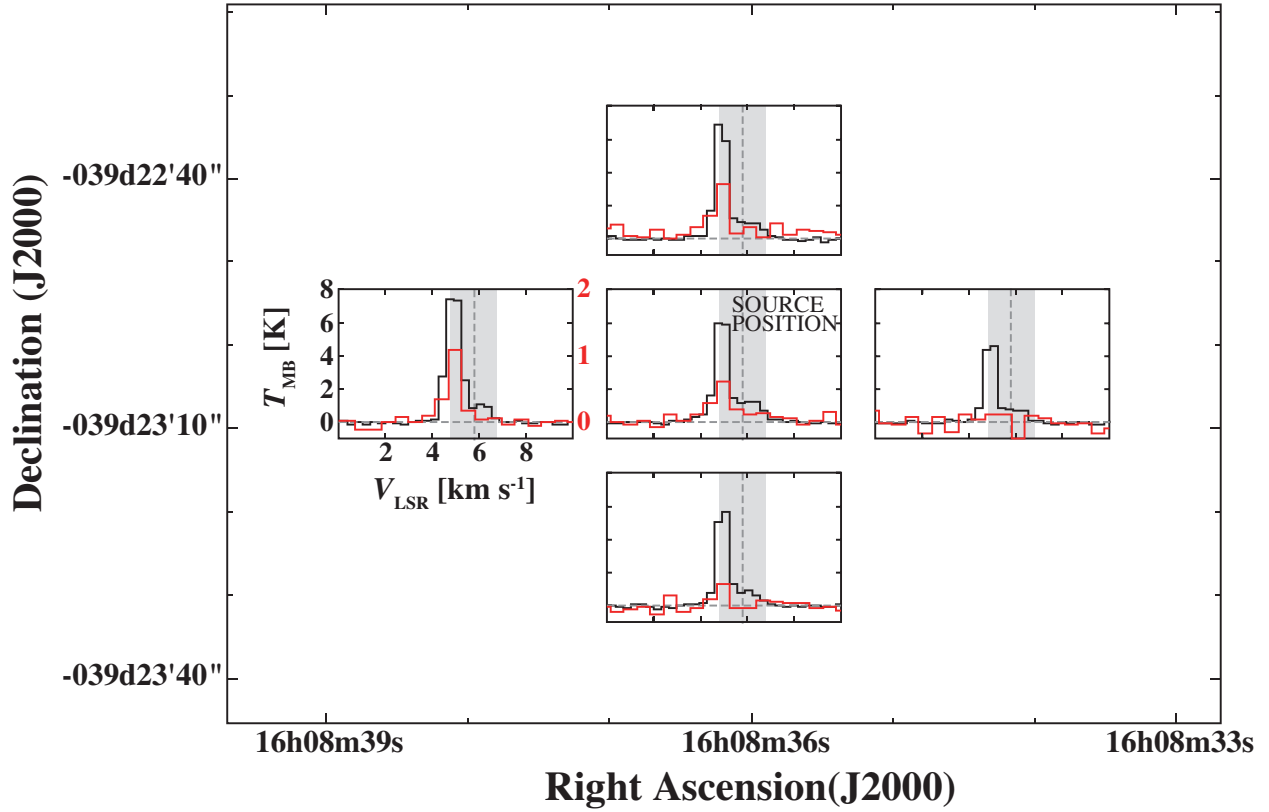 Declination (J2000)
-039d22'40"
-039d23'10"
-039d23'40"
T_MB [K]
8
6
4
2
0
2
4
6
8
V_LSR [km s⁻¹]
2
1
0
SOURCE
POSITION
16h08m39s
16h08m36s
16h08m33s
Right Ascension(J2000)